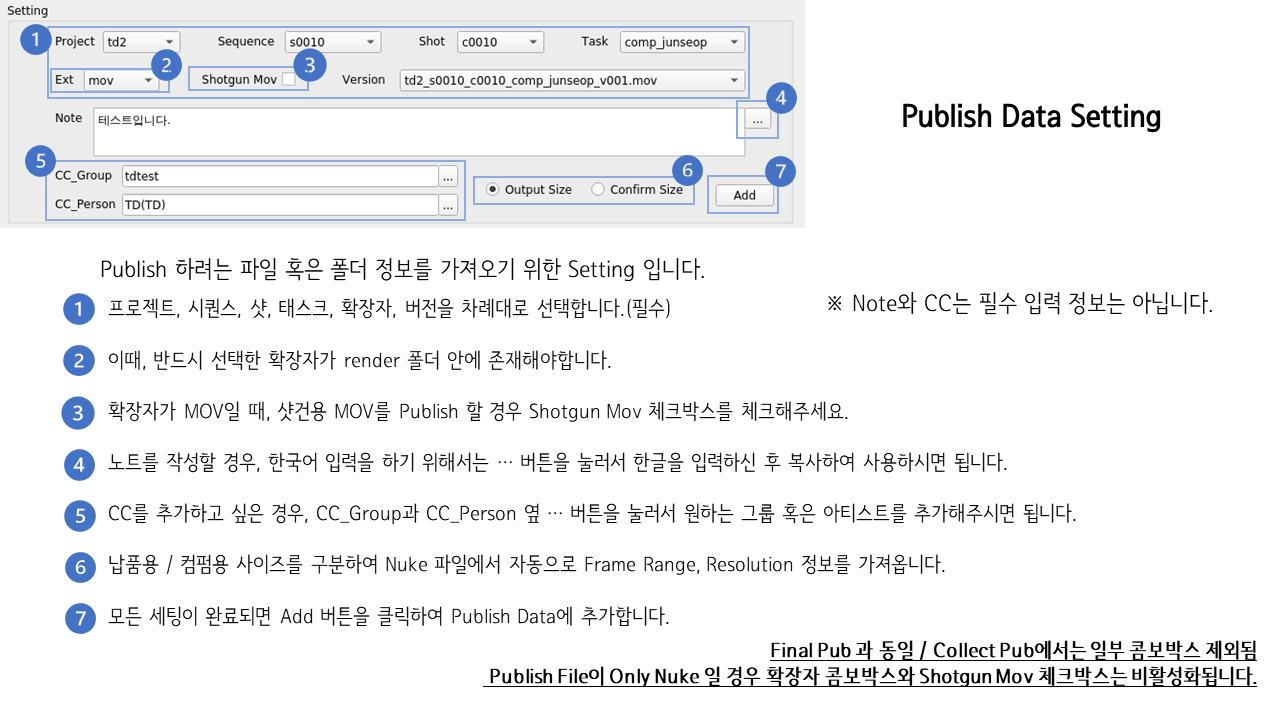 Setting
1 Project td2 Sequence s0010 Shot c0010 Task comp_junseop
2 3
Ext mov Shotgun Mov Version td2_s0010_c0010_comp_junseop_v001.mov
4
Note 테스트입니다. ...
Publish Data Setting
5 6 7
CC_Group tdtest ...
Output Size Confirm Size Add
CC_Person TD(TD) ...
Publish 하려는 파일 혹은 폴더 정보를 가져오기 위한 Setting 입니다.
1 프로젝트, 시퀀스, 샷, 태스크, 확장자, 버전을 차례대로 선택합니다.(필수)
※ Note와 CC는 필수 입력 정보는 아닙니다.
2 이때, 반드시 선택한 확장자가 render 폴더 안에 존재해야합니다.
3 확장자가 MOV일 때, 샷건용 MOV를 Publish 할 경우 Shotgun Mov 체크박스를 체크해주세요.
4 노트를 작성할 경우, 한국어 입력을 하기 위해서는 … 버튼을 눌러서 한글을 입력하신 후 복사하여 사용하시면 됩니다.
5 CC를 추가하고 싶은 경우, CC_Group과 CC_Person 옆 … 버튼을 눌러서 원하는 그룹 혹은 아티스트를 추가해주시면 됩니다.
6 납품용 / 컴펌용 사이즈를 구분하여 Nuke 파일에서 자동으로 Frame Range, Resolution 정보를 가져옵니다.
7 모든 세팅이 완료되면 Add 버튼을 클릭하여 Publish Data에 추가합니다.
Final Pub 과 동일 / Collect Pub에서는 일부 콤보박스 제외됨
Publish File이 Only Nuke 일 경우 확장자 콤보박스와 Shotgun Mov 체크박스는 비활성화됩니다.